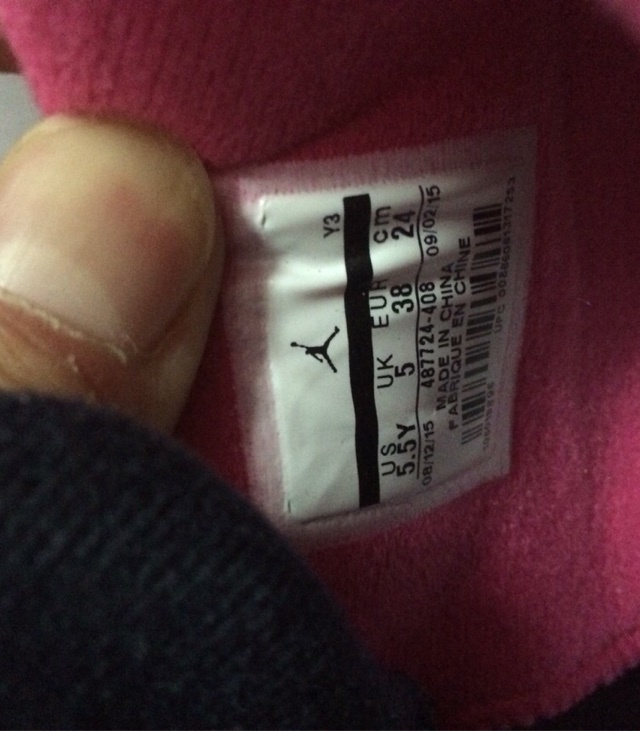 Y3
US UK EUR cm
5.5Y 5 38 24
08/12/15 487724-408 09/02/15
MADE IN CHINA
FABRIQUE EN CHINE
UPC